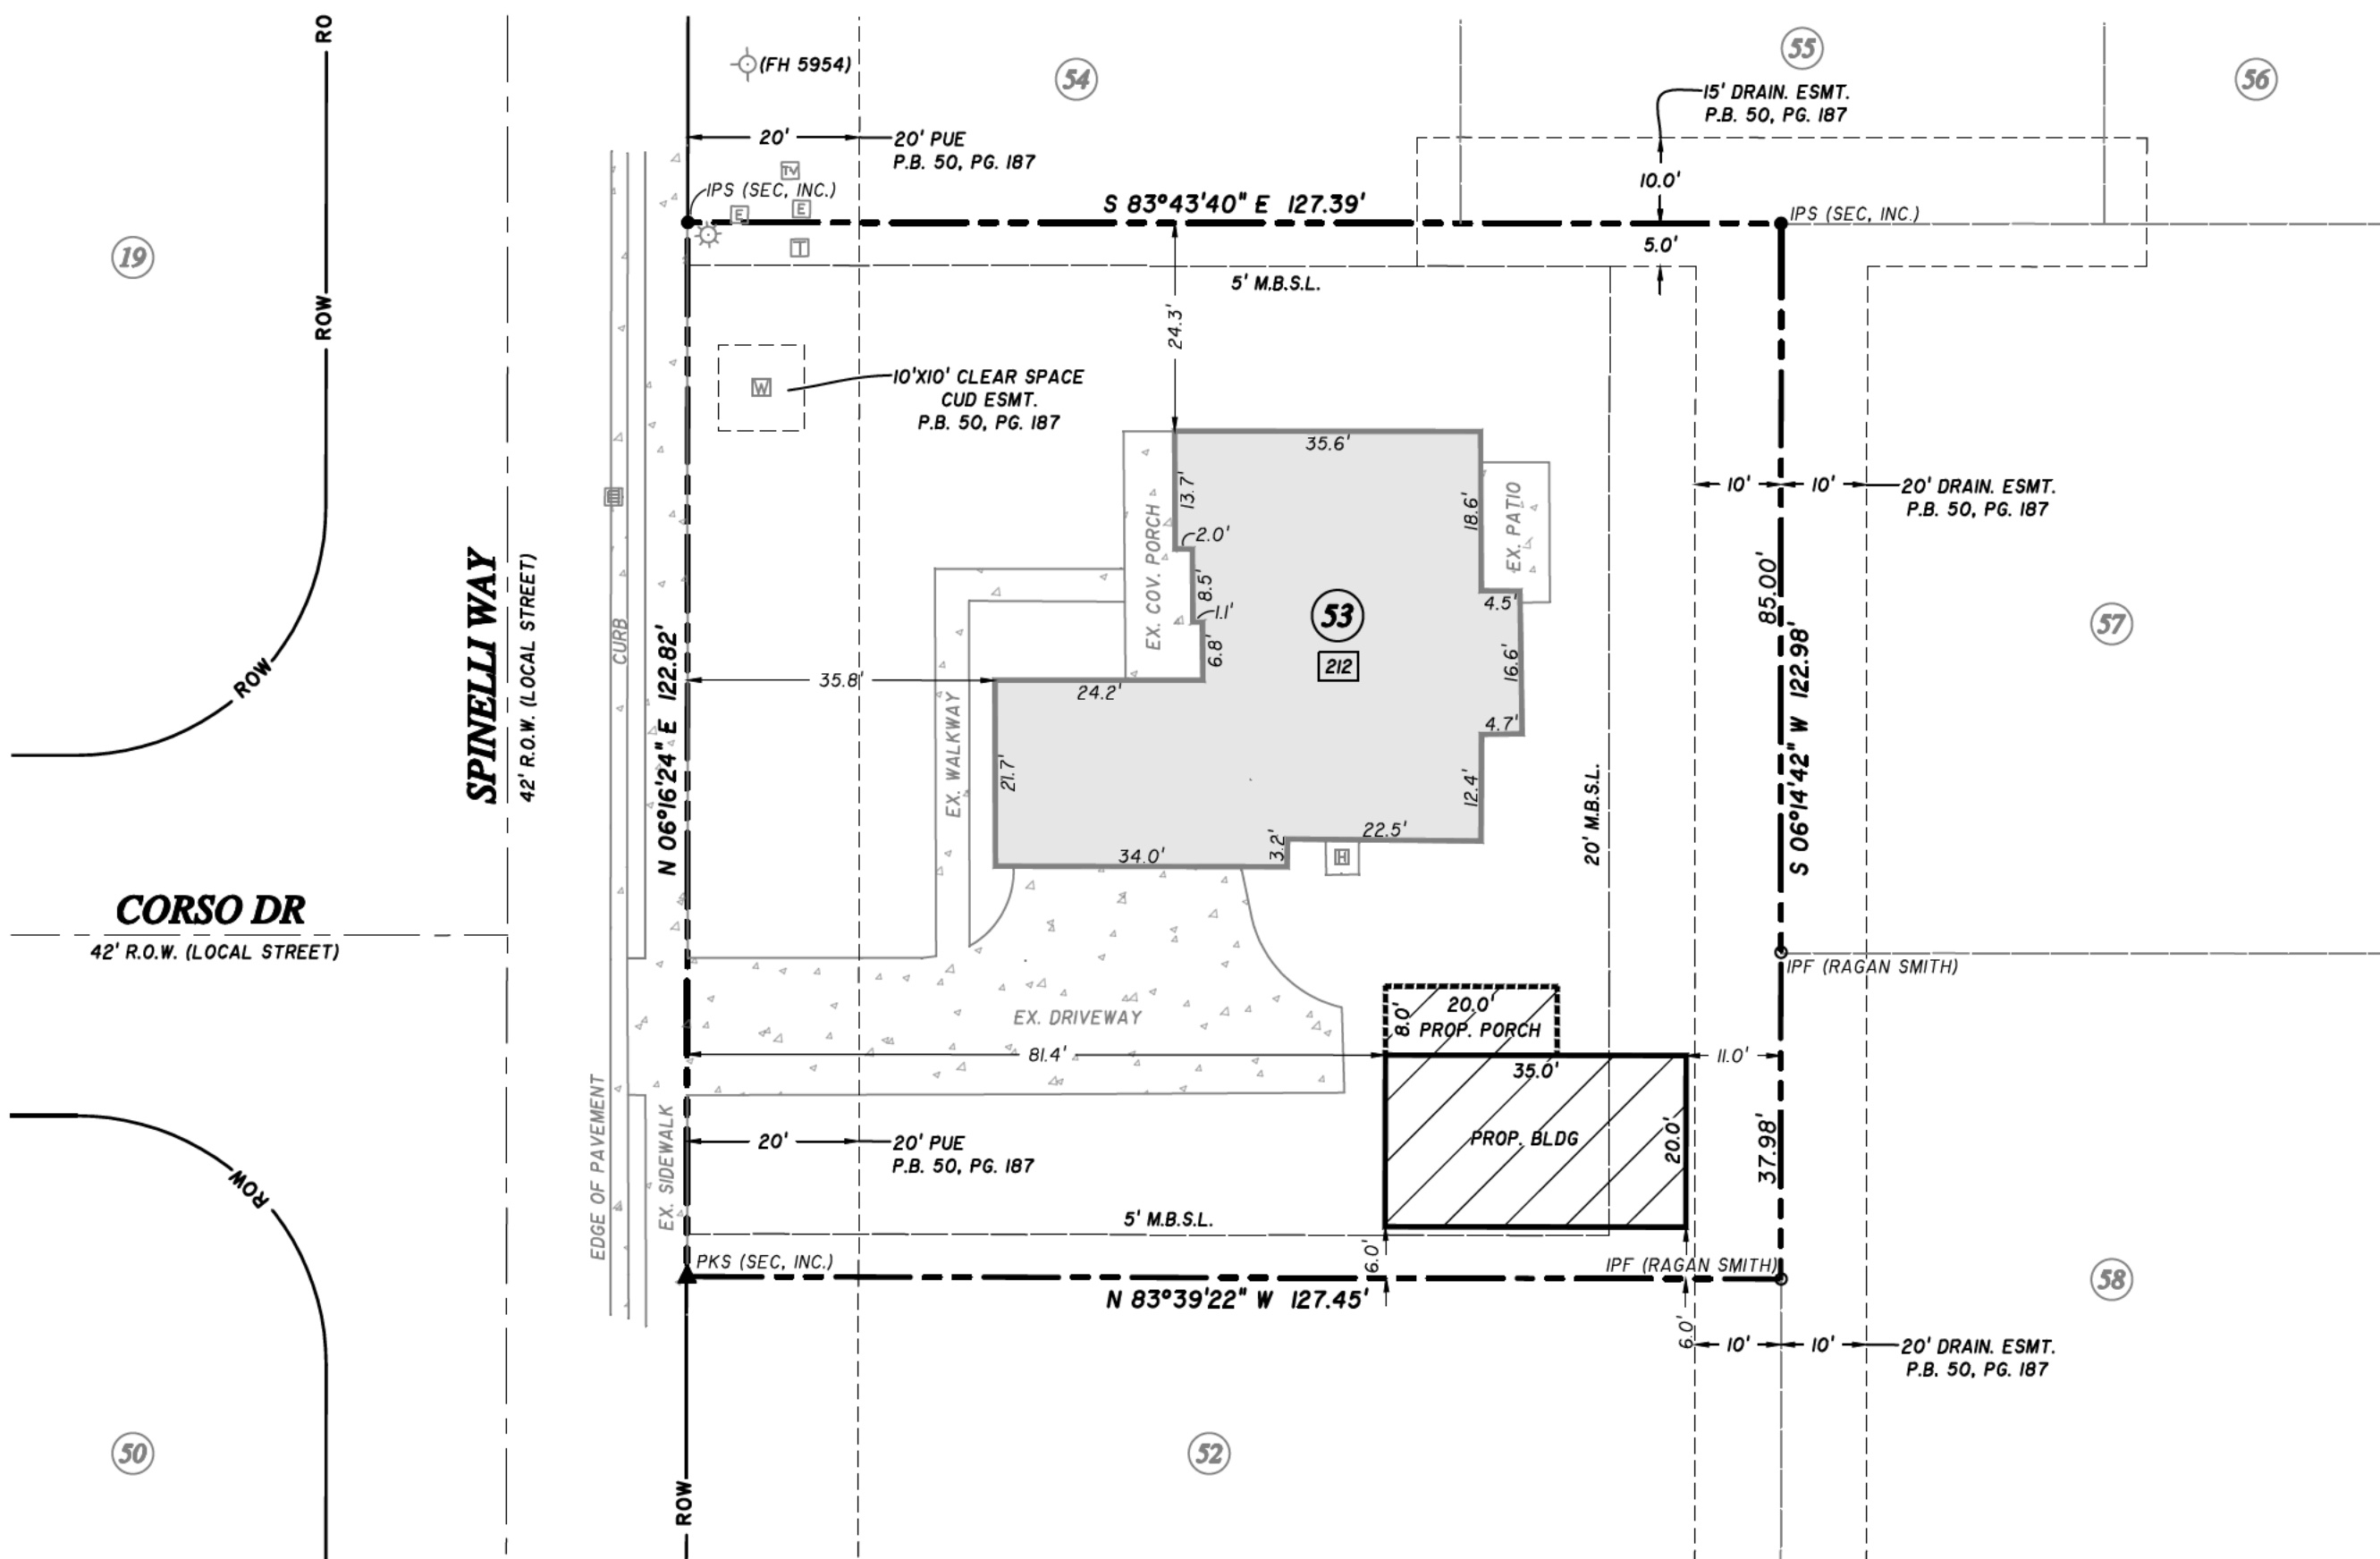 RO
(FH 5954)
54
55
56
15' DRAIN. ESMT.
P.B. 50, PG. 187
20'
20' PUE
P.B. 50, PG. 187
TV
10.0'
IPS (SEC, INC.)
E
E
S 83°43'40" E 127.39'
IPS (SEC, INC.)
19
T
5.0'
5' M.B.S.L.
ROW
24.3'
10'X10' CLEAR SPACE
CUD ESMT.
P.B. 50, PG. 187
W
35.6'
13.7'
18.6'
EX. PATIO
10'
10'
20' DRAIN. ESMT.
P.B. 50, PG. 187
2.0'
EX. COV. PORCH
8.5'
85.00'
4.5'
1.1'
53
57
6.8'
212
16.6'
SPINELLI WAY
42' R.O.W. (LOCAL STREET)
CURB
N 06°16'24" E 122.82'
S 06°14'42" W 122.98'
ROW
35.8'
24.2'
4.7'
EX. WALKWAY
21.7'
12.4'
20' M.B.S.L.
22.5'
3.2'
34.0'
H
CORSO DR
42' R.O.W. (LOCAL STREET)
IPF (RAGAN SMITH)
EX. DRIVEWAY
8.0'
20.0'
PROP. PORCH
81.4'
11.0'
35.0'
EDGE OF PAVEMENT
EX. SIDEWALK
20'
20' PUE
P.B. 50, PG. 187
PROP. BLDG
20.0'
37.98'
ROW
5' M.B.S.L.
6.0'
PKS (SEC, INC.)
IPF (RAGAN SMITH)
58
N 83°39'22" W 127.45'
6.0'
10'
10'
20' DRAIN. ESMT.
P.B. 50, PG. 187
50
52
ROW